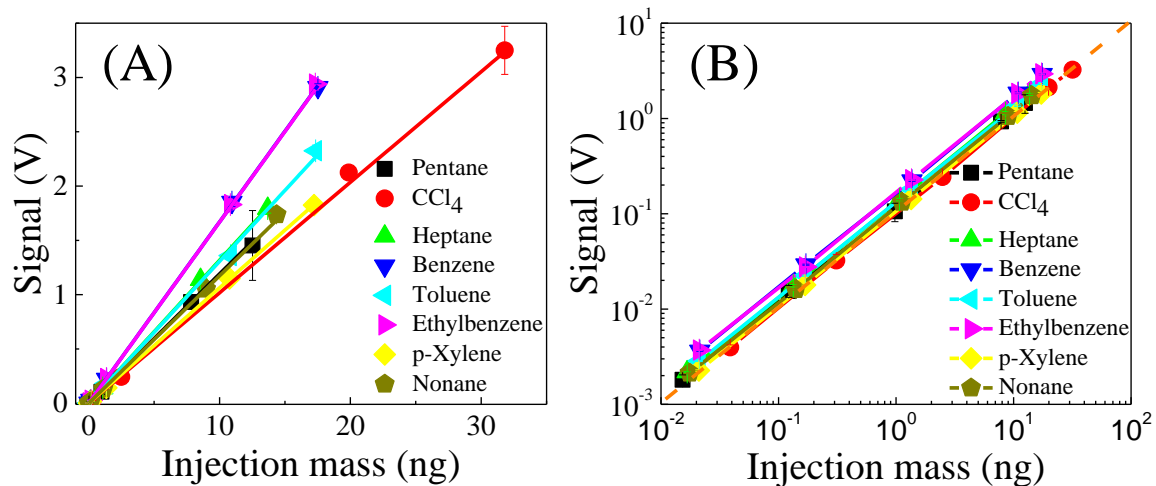 (A)
Signal (V)
3
2
1
0
Pentane
CCl4
Heptane
Benzene
Toluene
Ethylbenzene
p-Xylene
Nonane
0 10 20 30
Injection mass (ng)
(B)
Signal (V)
10^1
10^0
10^-1
10^-2
10^-3
Pentane
CCl4
Heptane
Benzene
Toluene
Ethylbenzene
p-Xylene
Nonane
10^-2 10^-1 10^0 10^1 10^2
Injection mass (ng)